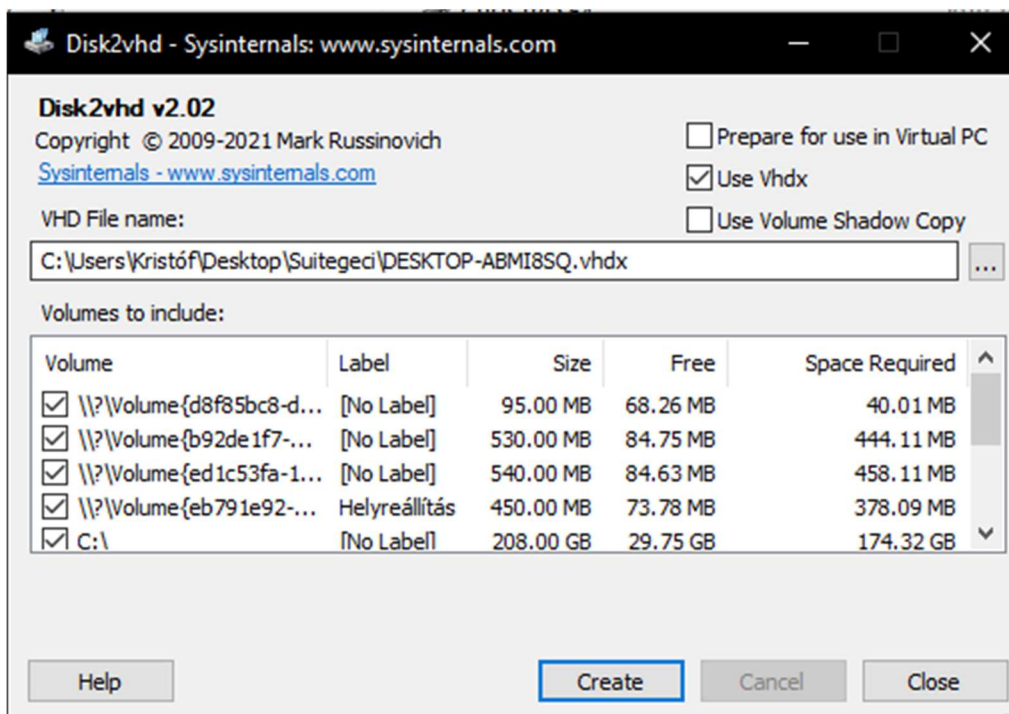 Disk2vhd - Sysinternals: www.sysinternals.com
Disk2vhd v2.02
Copyright © 2009-2021 Mark Russinovich
Sysinternals - www.sysinternals.com
Prepare for use in Virtual PC
Use Vhdx
Use Volume Shadow Copy
VHD File name:
C:\Users\Kristóf\Desktop\Suitegeci\DESKTOP-ABMI8SQ.vhdx
...
Volumes to include:
Volume Label Size Free Space Required
\\?\Volume{d8f85bc8-d... [No Label] 95.00 MB 68.26 MB 40.01 MB
\\?\Volume{b92de1f7-... [No Label] 530.00 MB 84.75 MB 444.11 MB
\\?\Volume{ed1c53fa-1... [No Label] 540.00 MB 84.63 MB 458.11 MB
\\?\Volume{eb791e92-... Helyreállítás 450.00 MB 73.78 MB 378.09 MB
C:\ [No Label] 208.00 GB 29.75 GB 174.32 GB
Help Create Cancel Close